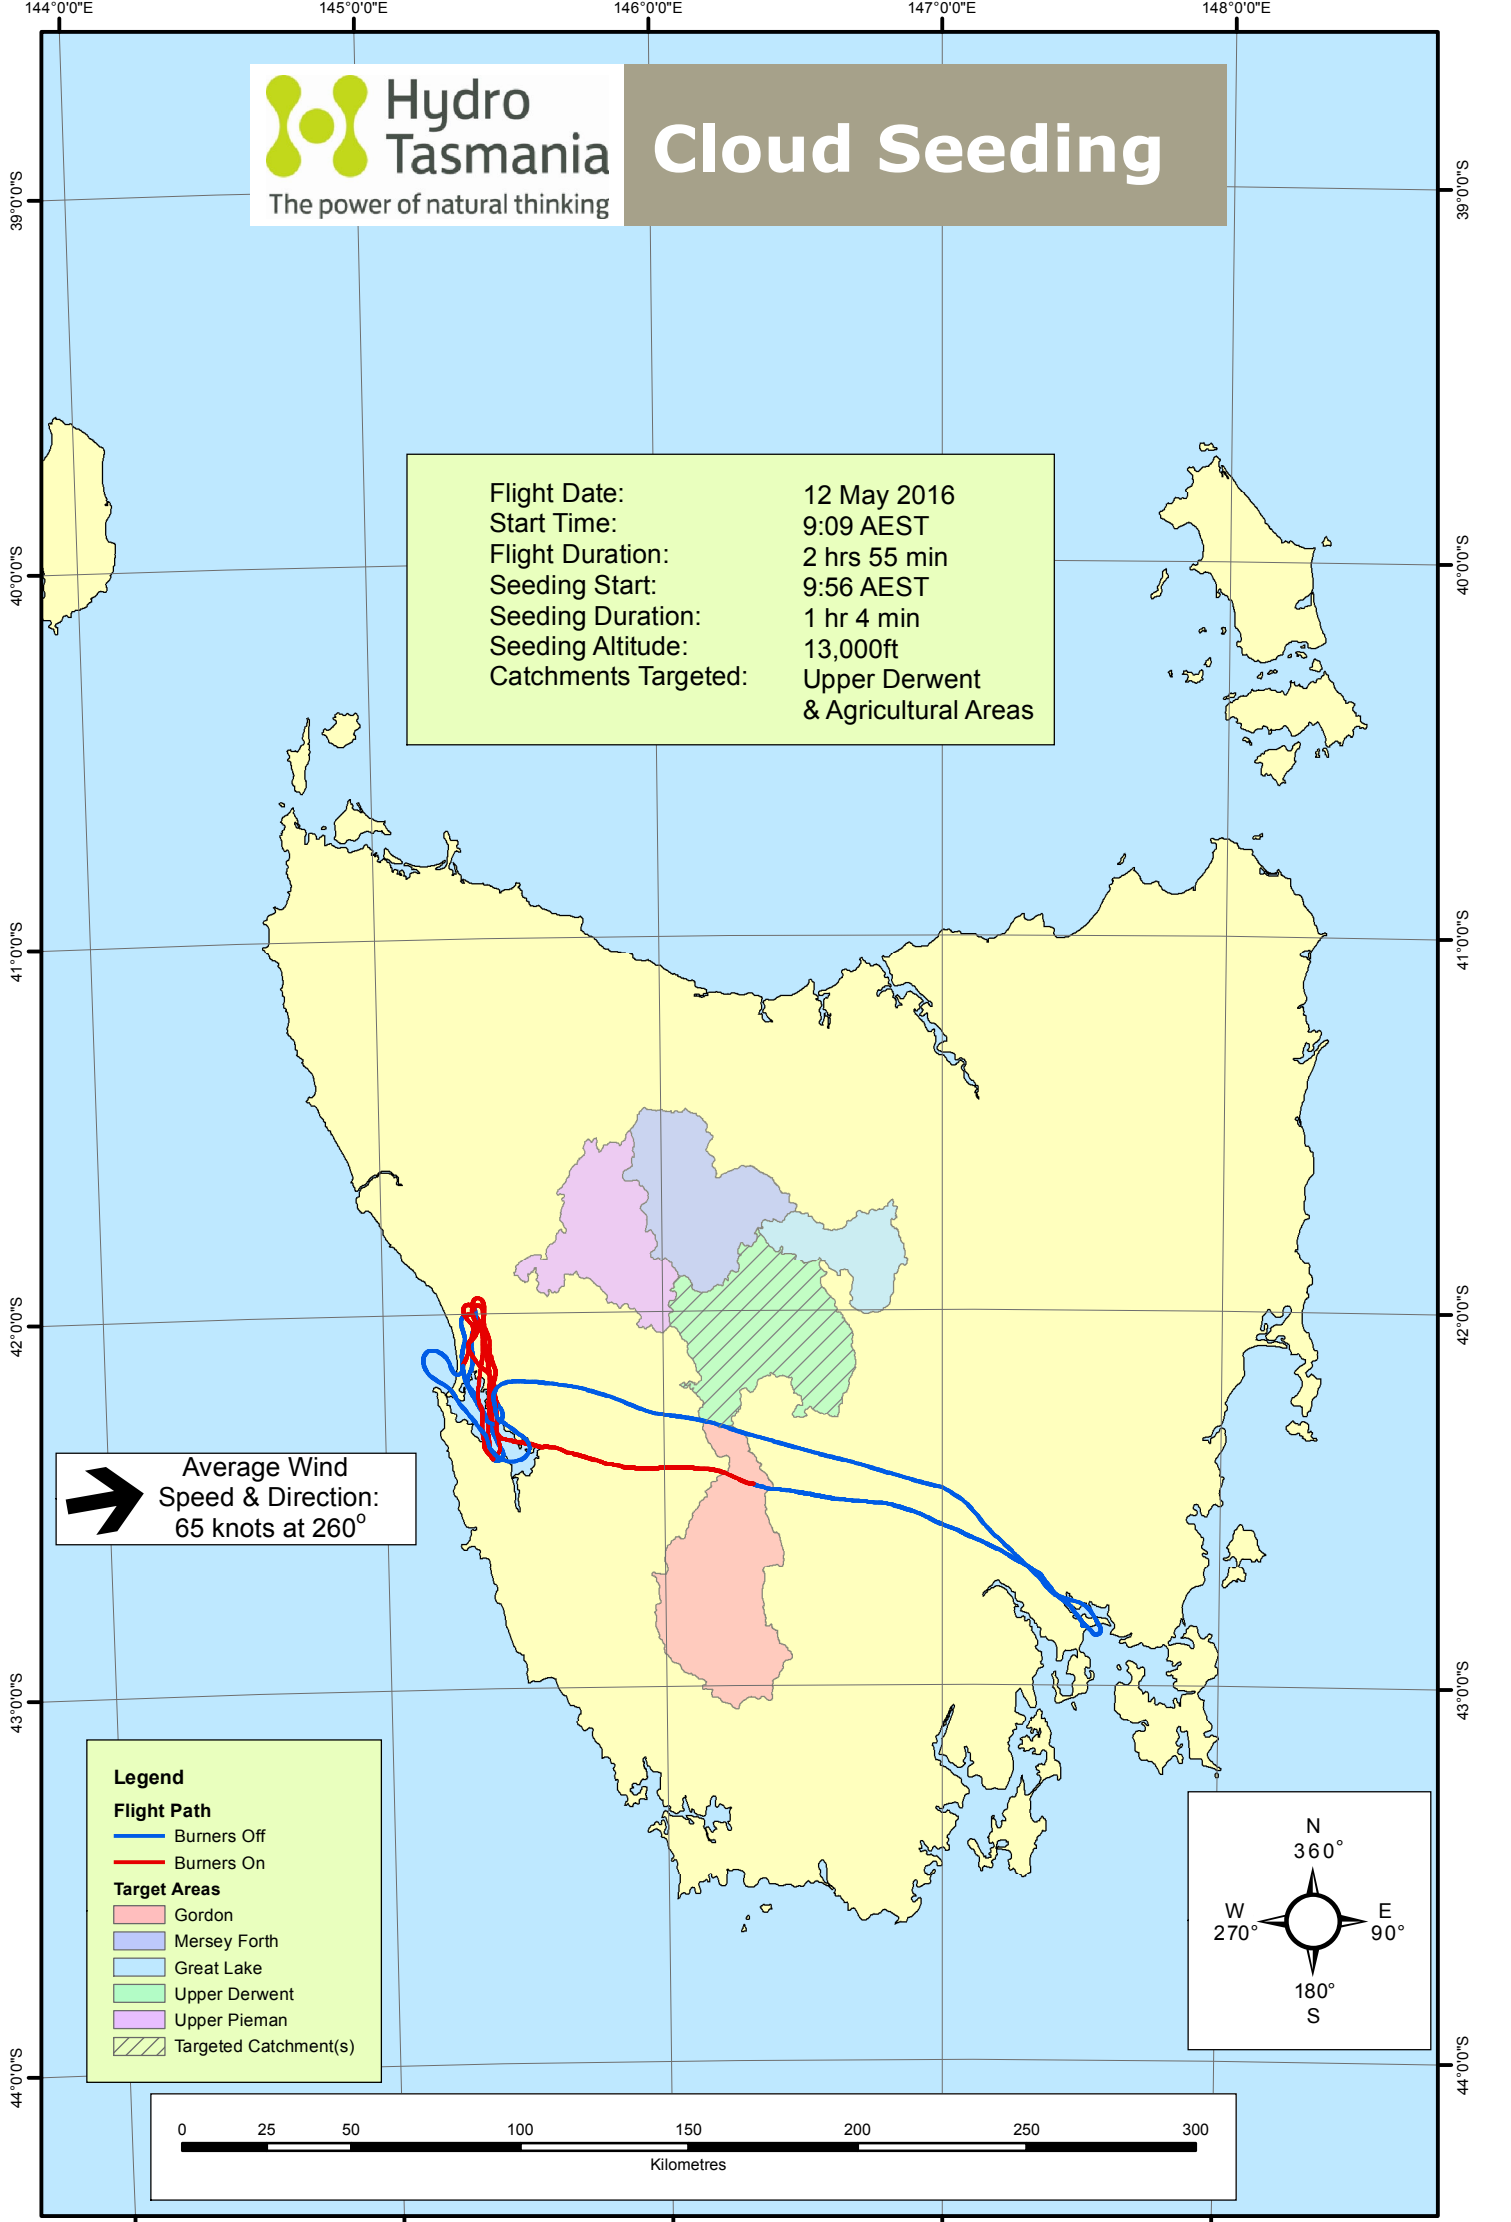 144°0'0"E 145°0'0"E 146°0'0"E 147°0'0"E 148°0'0"E
Hydro
Tasmania
The power of natural thinking
Cloud Seeding
39°0'0"S 39°0'0"S
Flight Date: 12 May 2016
Start Time: 9:09 AEST
Flight Duration: 2 hrs 55 min
Seeding Start: 9:56 AEST
Seeding Duration: 1 hr 4 min
Seeding Altitude: 13,000ft
Catchments Targeted: Upper Derwent
& Agricultural Areas
40°0'0"S 40°0'0"S
41°0'0"S 41°0'0"S
42°0'0"S 42°0'0"S
Average Wind
Speed & Direction:
65 knots at 260°
43°0'0"S 43°0'0"S
Legend
Flight Path
Burners Off
Burners On
Target Areas
Gordon
Mersey Forth
Great Lake
Upper Derwent
Upper Pieman
Targeted Catchment(s)
N
360°
W E
270° 90°
180°
S
44°0'0"S 44°0'0"S
0 25 50 100 150 200 250 300
Kilometres